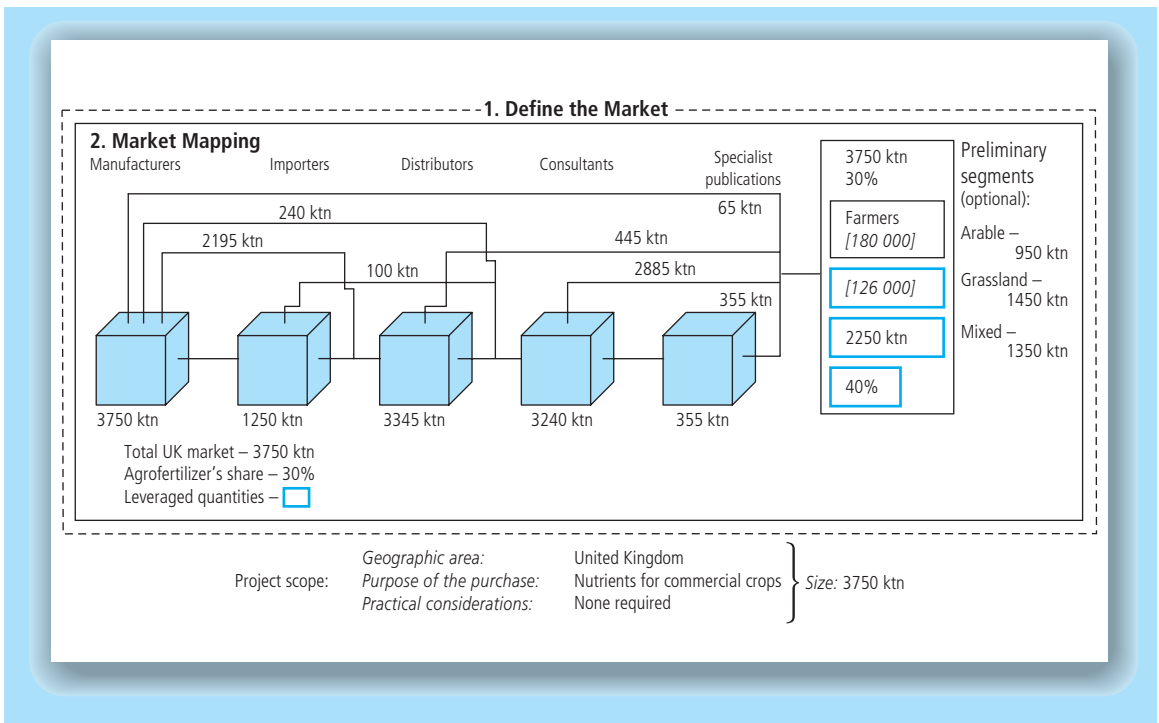 1. Define the Market
2. Market Mapping
Manufacturers
Importers
Distributors
Consultants
Specialist
publications
65 ktn
240 ktn
2195 ktn
445 ktn
100 ktn
2885 ktn
355 ktn
3750 ktn
1250 ktn
3345 ktn
3240 ktn
355 ktn
Total UK market – 3750 ktn
Agrofertilizer's share – 30%
Leveraged quantities –
3750 ktn
30%
Farmers
[180 000]
[126 000]
2250 ktn
40%
Preliminary
segments
(optional):
Arable –
950 ktn
Grassland –
1450 ktn
Mixed –
1350 ktn
Project scope:
Geographic area: United Kingdom
Purpose of the purchase: Nutrients for commercial crops
Practical considerations: None required
Size: 3750 ktn